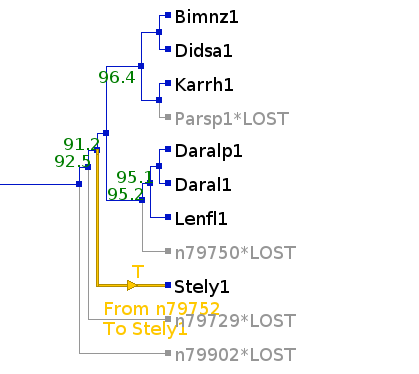 Bimnz1
Didsa1
96.4
Karrh1
Parsp1*LOST
91.2
Daralp1
92.5
95.1
Daral1
95.2
Lenfl1
n79750*LOST
T
Stely1
From n79752
To Stely1
n79729*LOST
n79902*LOST